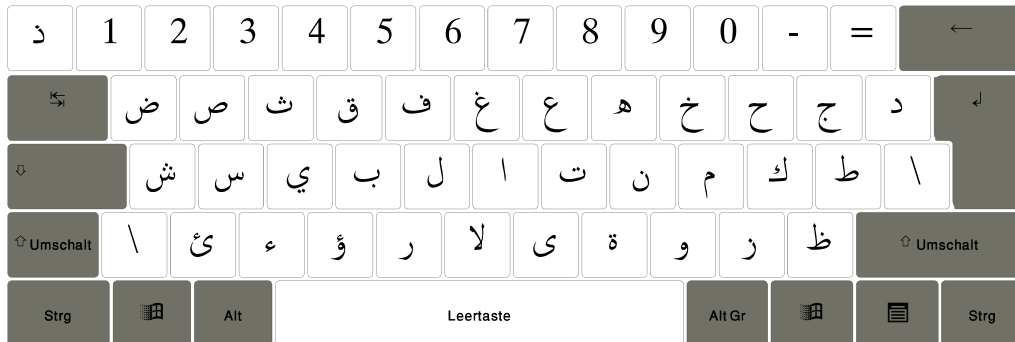 ذ 1 2 3 4 5 6 7 8 9 0 - = ←
↹ ض ص ث ق ف غ ع ه خ ح ج د ↲
⇩ ش س ي ب ل ا ت ن م ك ط \
⇧ Umschalt \ ئ ء ؤ ر لا ى ة و ز ظ ⇧ Umschalt
Strg Alt Leertaste Alt Gr Strg